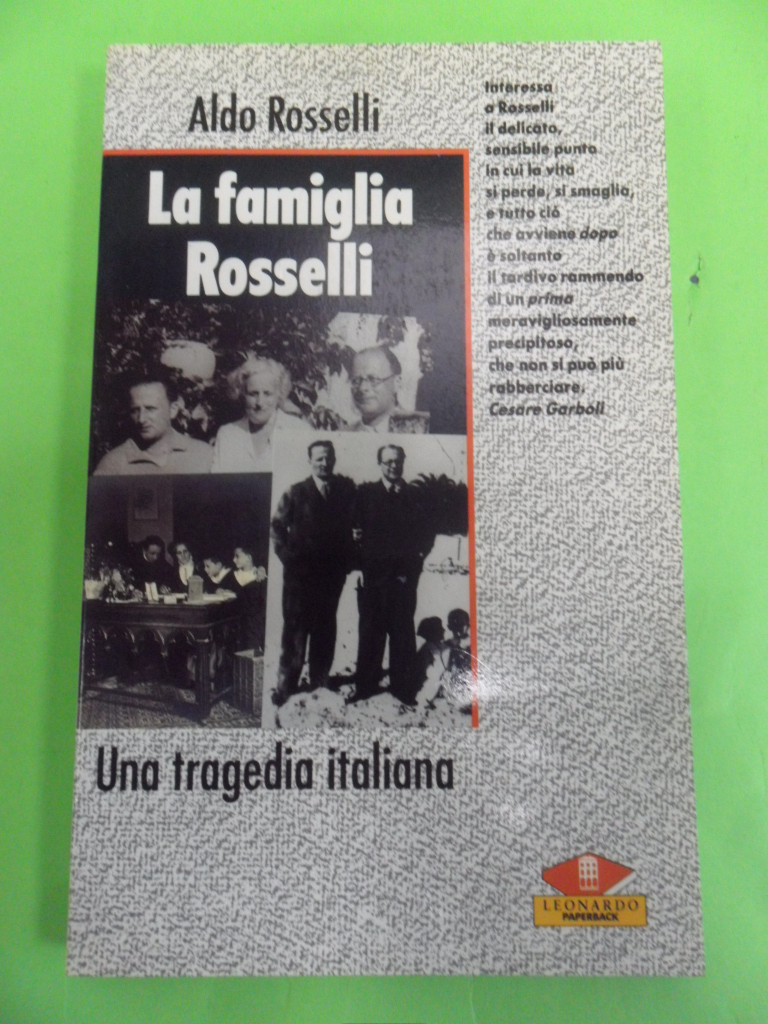 Aldo Rosselli
La famiglia
Rosselli
Una tragedia italiana
Interessa
a Rosselli
il delicato,
sensibile punto
in cui la vita
si perde, si smaglia,
e tutto ciò
che avviene dopo
è soltanto
il tardivo rammendo
di un prima
meravigliosamente
precipitoso,
che non si può più
rabberciare.
Cesare Garboli
LEONARDO
PAPERBACK